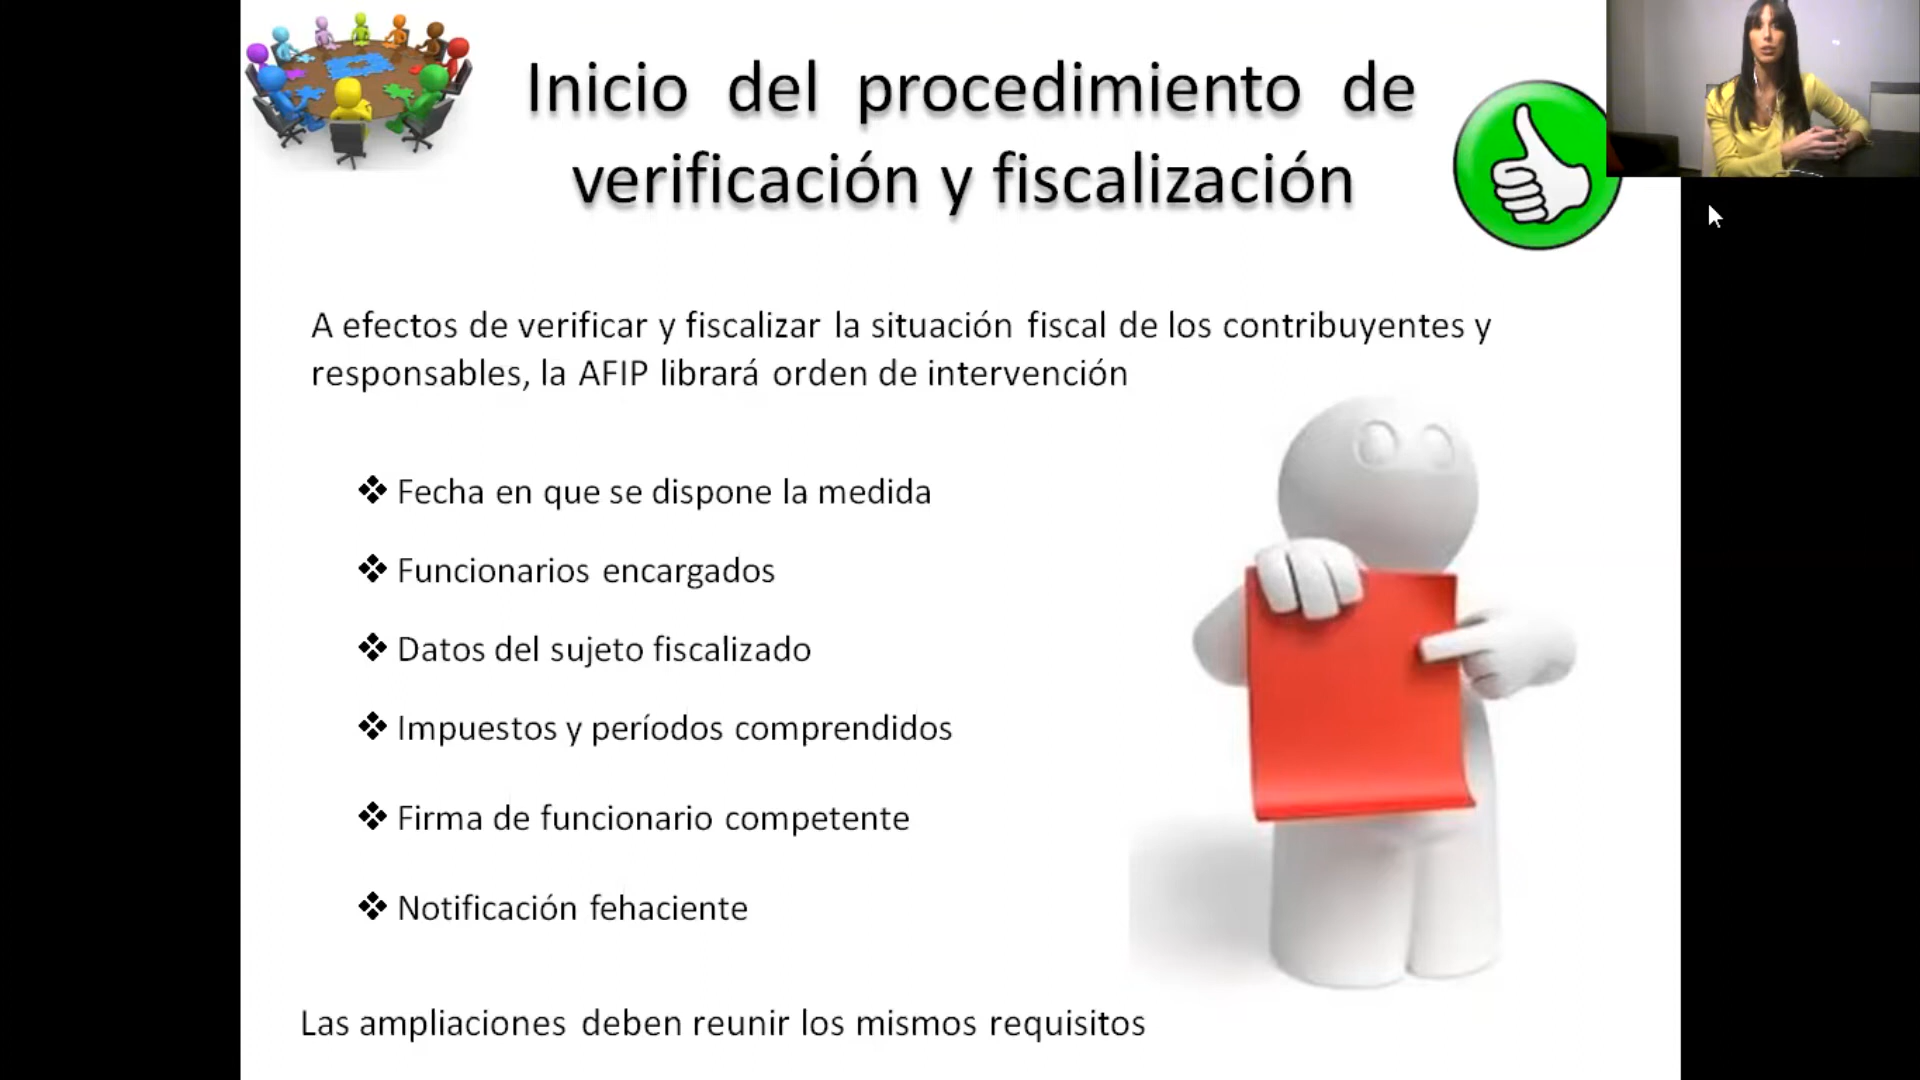 Inicio del procedimiento de
verificación y fiscalización
A efectos de verificar y fiscalizar la situación fiscal de los contribuyentes y
responsables, la AFIP librará orden de intervención
❖ Fecha en que se dispone la medida
❖ Funcionarios encargados
❖ Datos del sujeto fiscalizado
❖ Impuestos y períodos comprendidos
❖ Firma de funcionario competente
❖ Notificación fehaciente
Las ampliaciones deben reunir los mismos requisitos